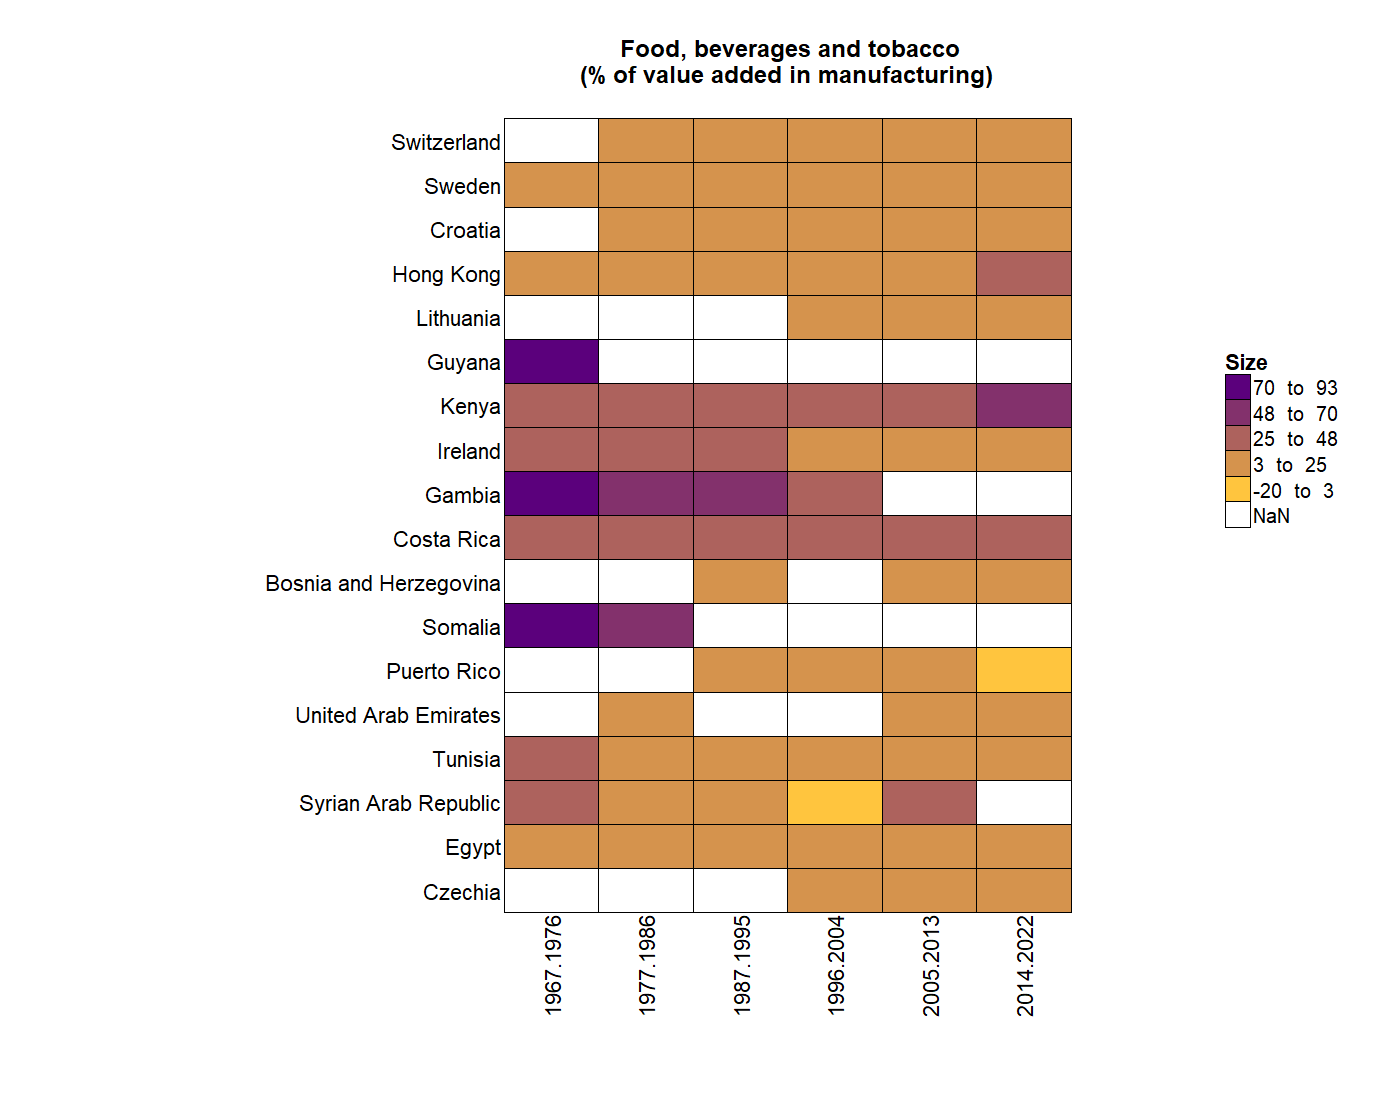 Food, beverages and tobacco
(% of value added in manufacturing)
Switzerland
Sweden
Croatia
Hong Kong
Lithuania
Guyana
Kenya
Ireland
Gambia
Costa Rica
Bosnia and Herzegovina
Somalia
Puerto Rico
United Arab Emirates
Tunisia
Syrian Arab Republic
Egypt
Czechia
1967.1976
1977.1986
1987.1995
1996.2004
2005.2013
2014.2022
Size
70 to 93
48 to 70
25 to 48
3 to 25
-20 to 3
NaN